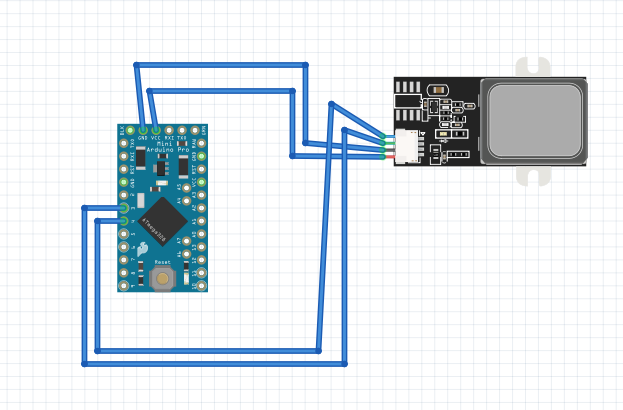 BLK GND VCC RXI TXO GRN
Mini
Arduino Pro
TXO
RXI
RST
GND
2
3
4
5
6
7
8
9
RAW
GND
RST
VCC
A3
A2
A1
A0
13
12
11
10
A5
A4
A7
A6
ATmega328
Reset